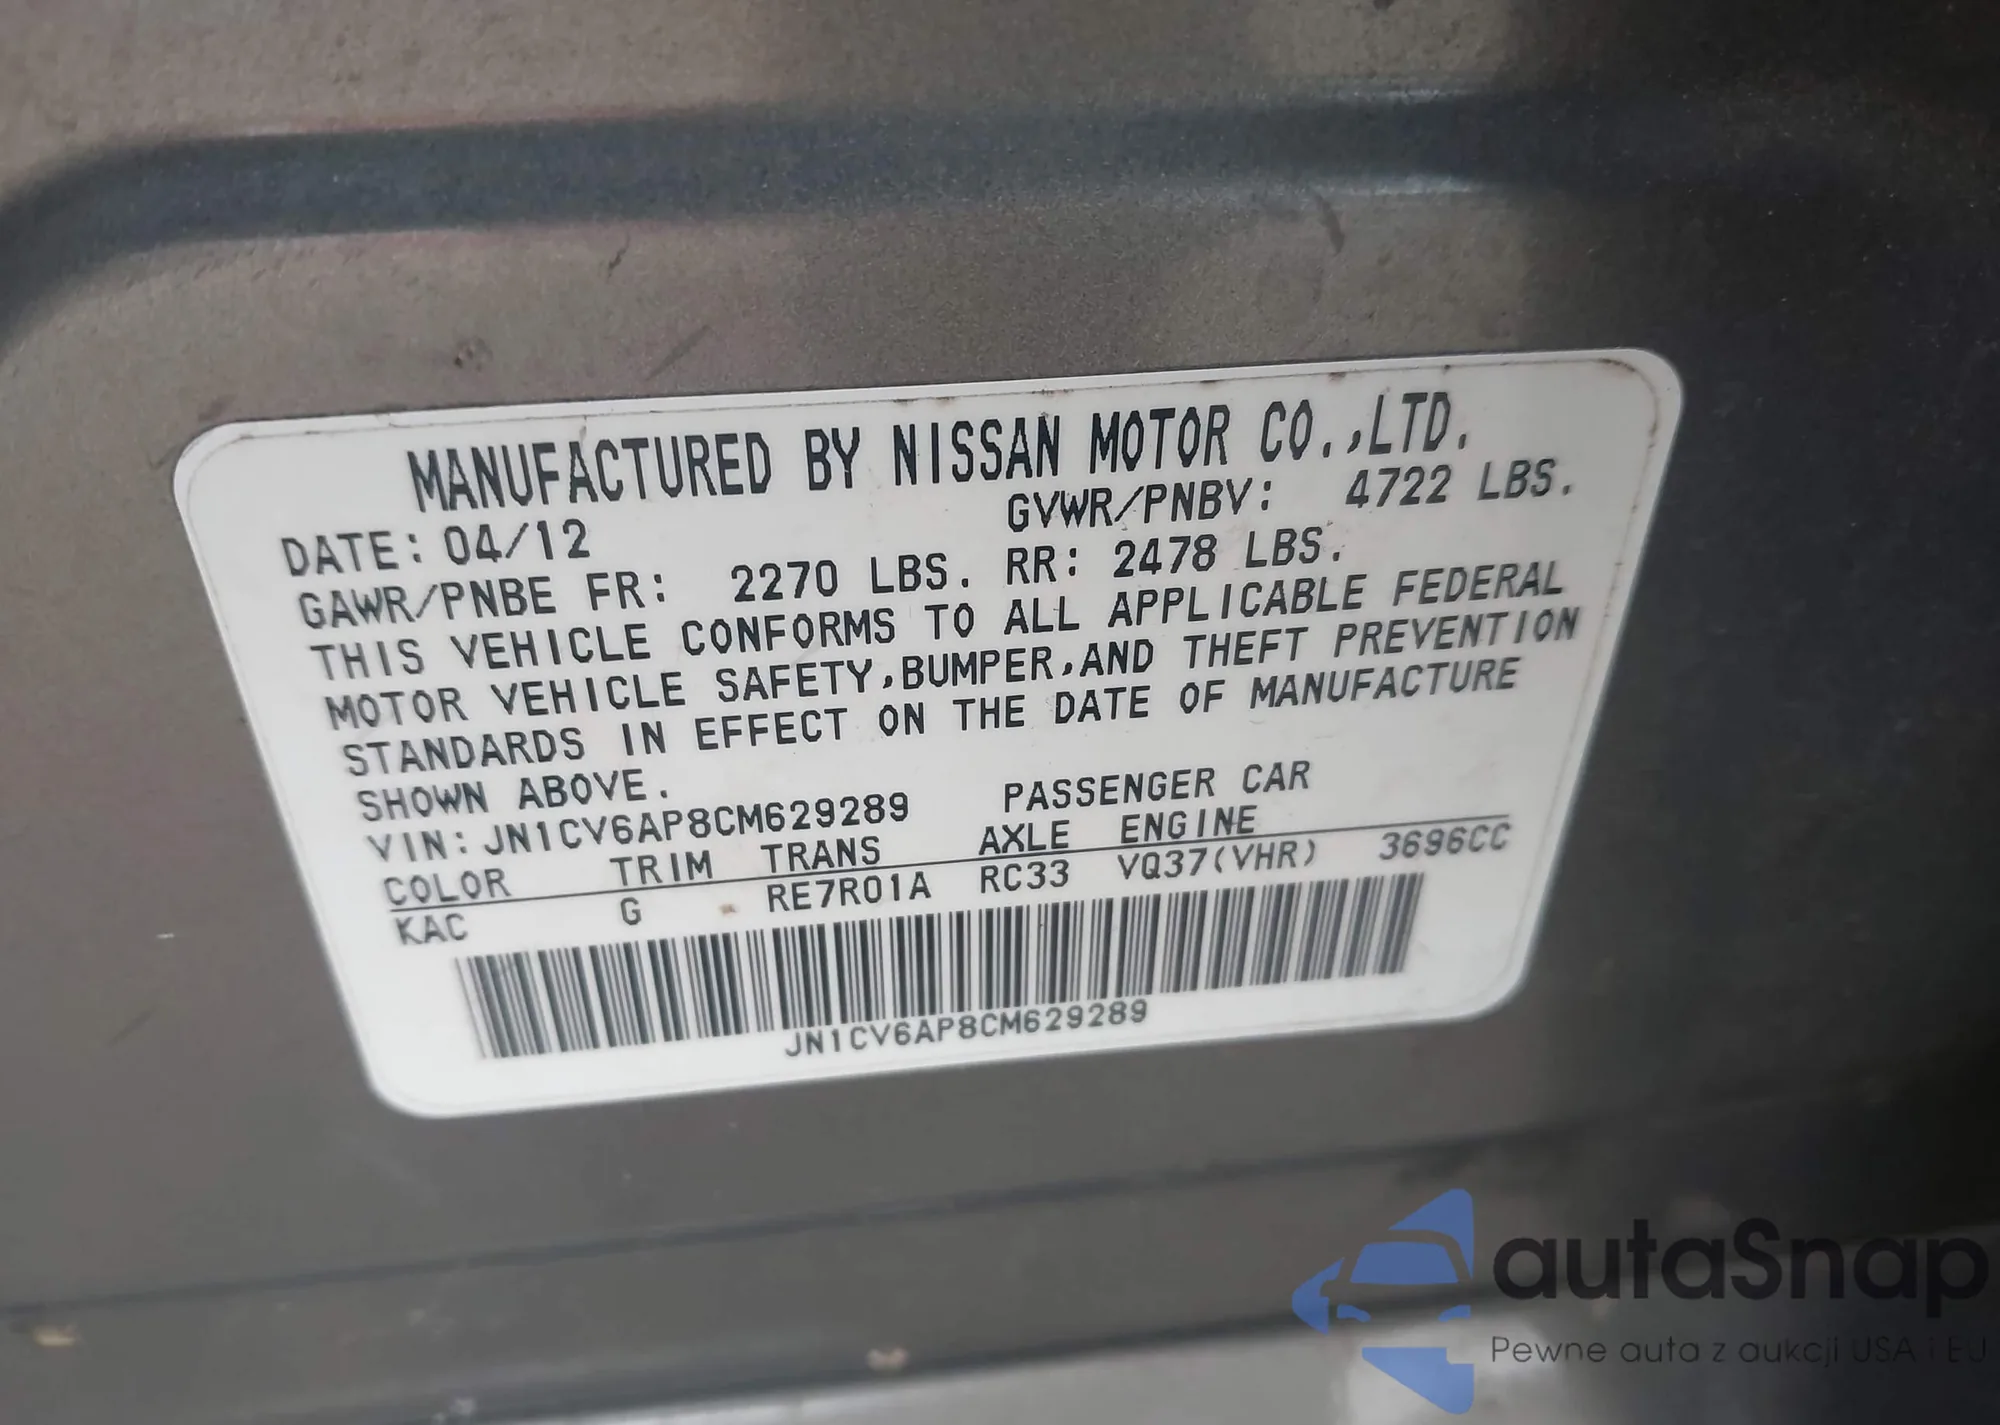 MANUFACTURED BY NISSAN MOTOR CO.,LTD.
DATE: 04/12 GVWR/PNBV: 4722 LBS.
GAWR/PNBE FR: 2270 LBS. RR: 2478 LBS.
THIS VEHICLE CONFORMS TO ALL APPLICABLE FEDERAL
MOTOR VEHICLE SAFETY,BUMPER,AND THEFT PREVENTION
STANDARDS IN EFFECT ON THE DATE OF MANUFACTURE
SHOWN ABOVE.
VIN: JN1CV6AP8CM629289 PASSENGER CAR
COLOR TRIM TRANS AXLE ENGINE
KAC G RE7R01A RC33 VQ37(VHR) 3696CC
JN1CV6AP8CM629289
autaSnap
Pewne auta z aukcji USA i EU